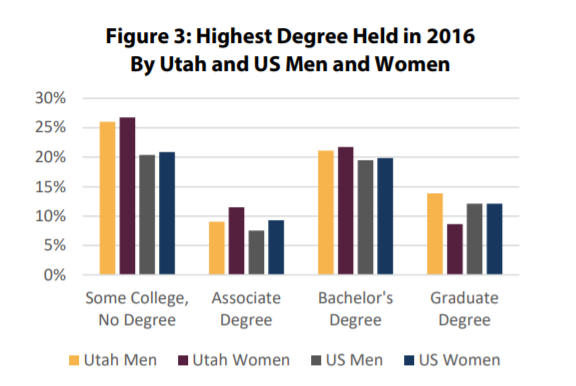 Figure 3: Highest Degree Held in 2016
By Utah and US Men and Women
30%
25%
20%
15%
10%
5%
0%
Some College,
No Degree
Associate
Degree
Bachelor's
Degree
Graduate
Degree
Utah Men
Utah Women
US Men
US Women